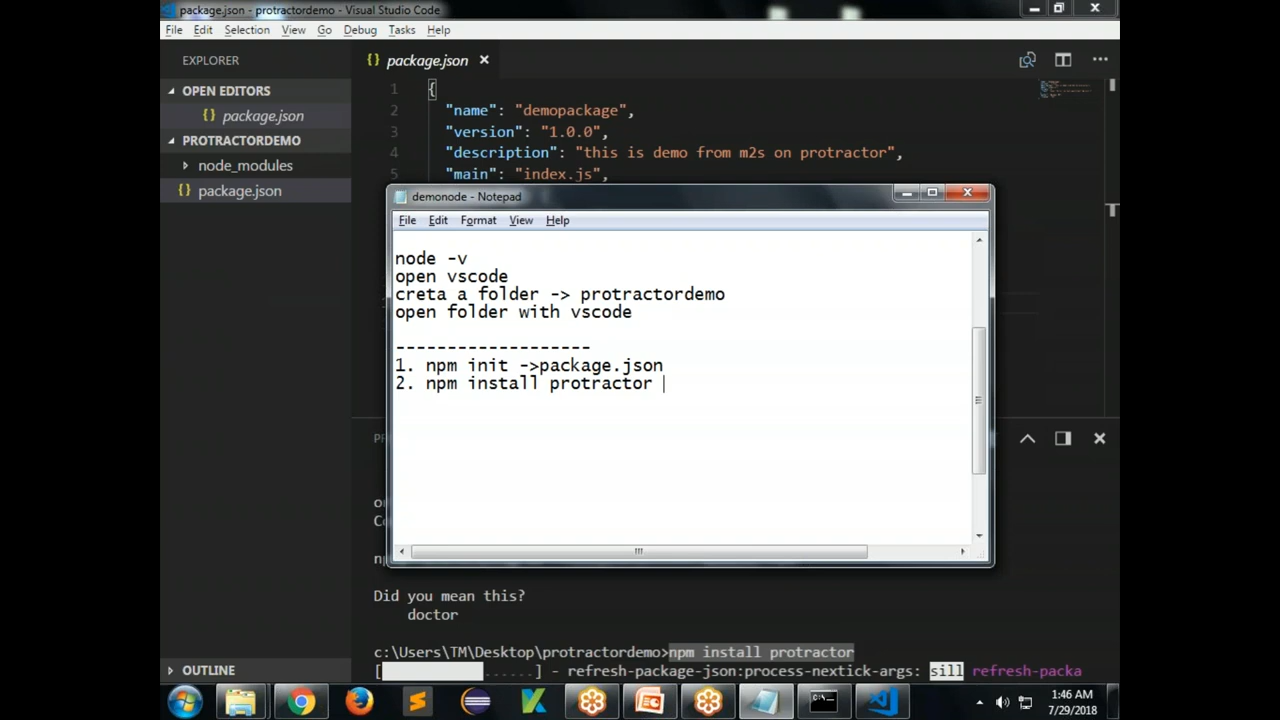 package.json - protractordemo - Visual Studio Code
File Edit Selection View Go Debug Tasks Help
EXPLORER
OPEN EDITORS
{} package.json
PROTRACTORDEMO
node_modules
{} package.json
OUTLINE
{} package.json
1 {
2 "name": "demopackage",
3 "version": "1.0.0",
4 "description": "this is demo from m2s on protractor",
5 "main": "index.js",
demonode - Notepad
File Edit Format View Help
node -v
open vscode
creta a folder -> protractordemo
open folder with vscode
-------------------
1. npm init ->package.json
2. npm install protractor
Did you mean this?
doctor
c:\Users\TM\Desktop\protractordemo>npm install protractor
[ ......] - refresh-package-json:process-nextick-args: sill refresh-packa
1:46 AM
7/29/2018